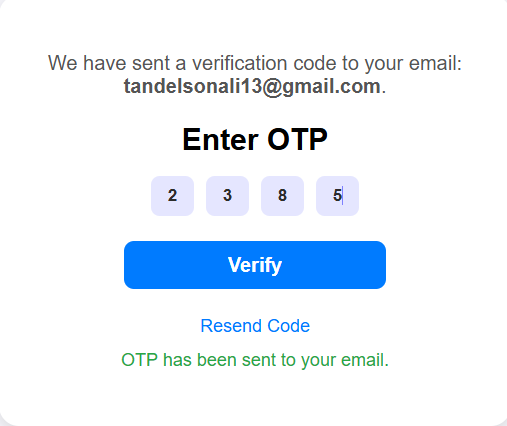 We have sent a verification code to your email:
tandelsonali13@gmail.com.
Enter OTP
2 3 8 5
Verify
Resend Code
OTP has been sent to your email.